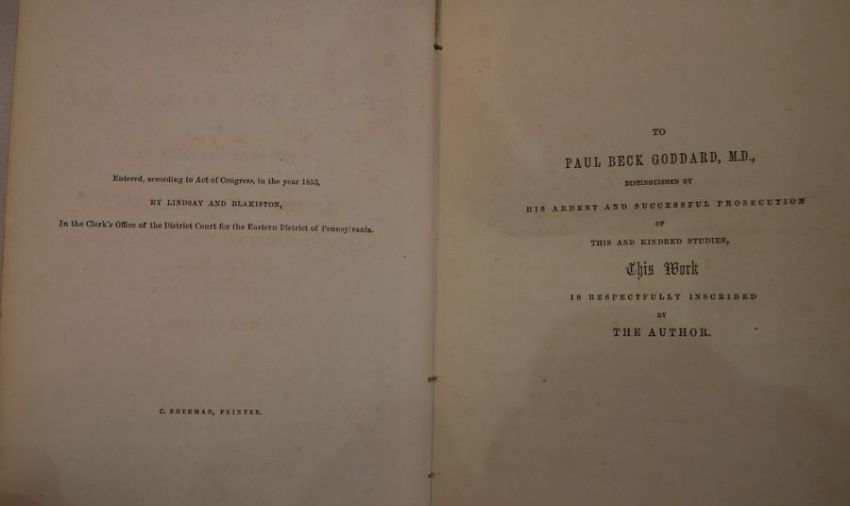 Entered, according to Act of Congress, in the year 1853,
BY LINDSAY AND BLAKISTON,
In the Clerk's Office of the District Court for the Eastern District of Pennsylvania.
C. SHERMAN, PRINTER.
TO
PAUL BECK GODDARD, M.D.,
DISTINGUISHED BY
HIS ARDENT AND SUCCESSFUL PROSECUTION
OF
THIS AND KINDRED STUDIES,
This Work
IS RESPECTFULLY INSCRIBED
BY
THE AUTHOR.